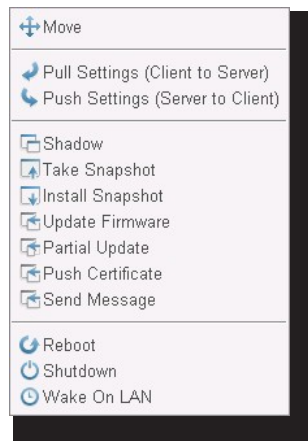 Move
Pull Settings (Client to Server)
Push Settings (Server to Client)
Shadow
Take Snapshot
Install Snapshot
Update Firmware
Partial Update
Push Certificate
Send Message
Reboot
Shutdown
Wake On LAN